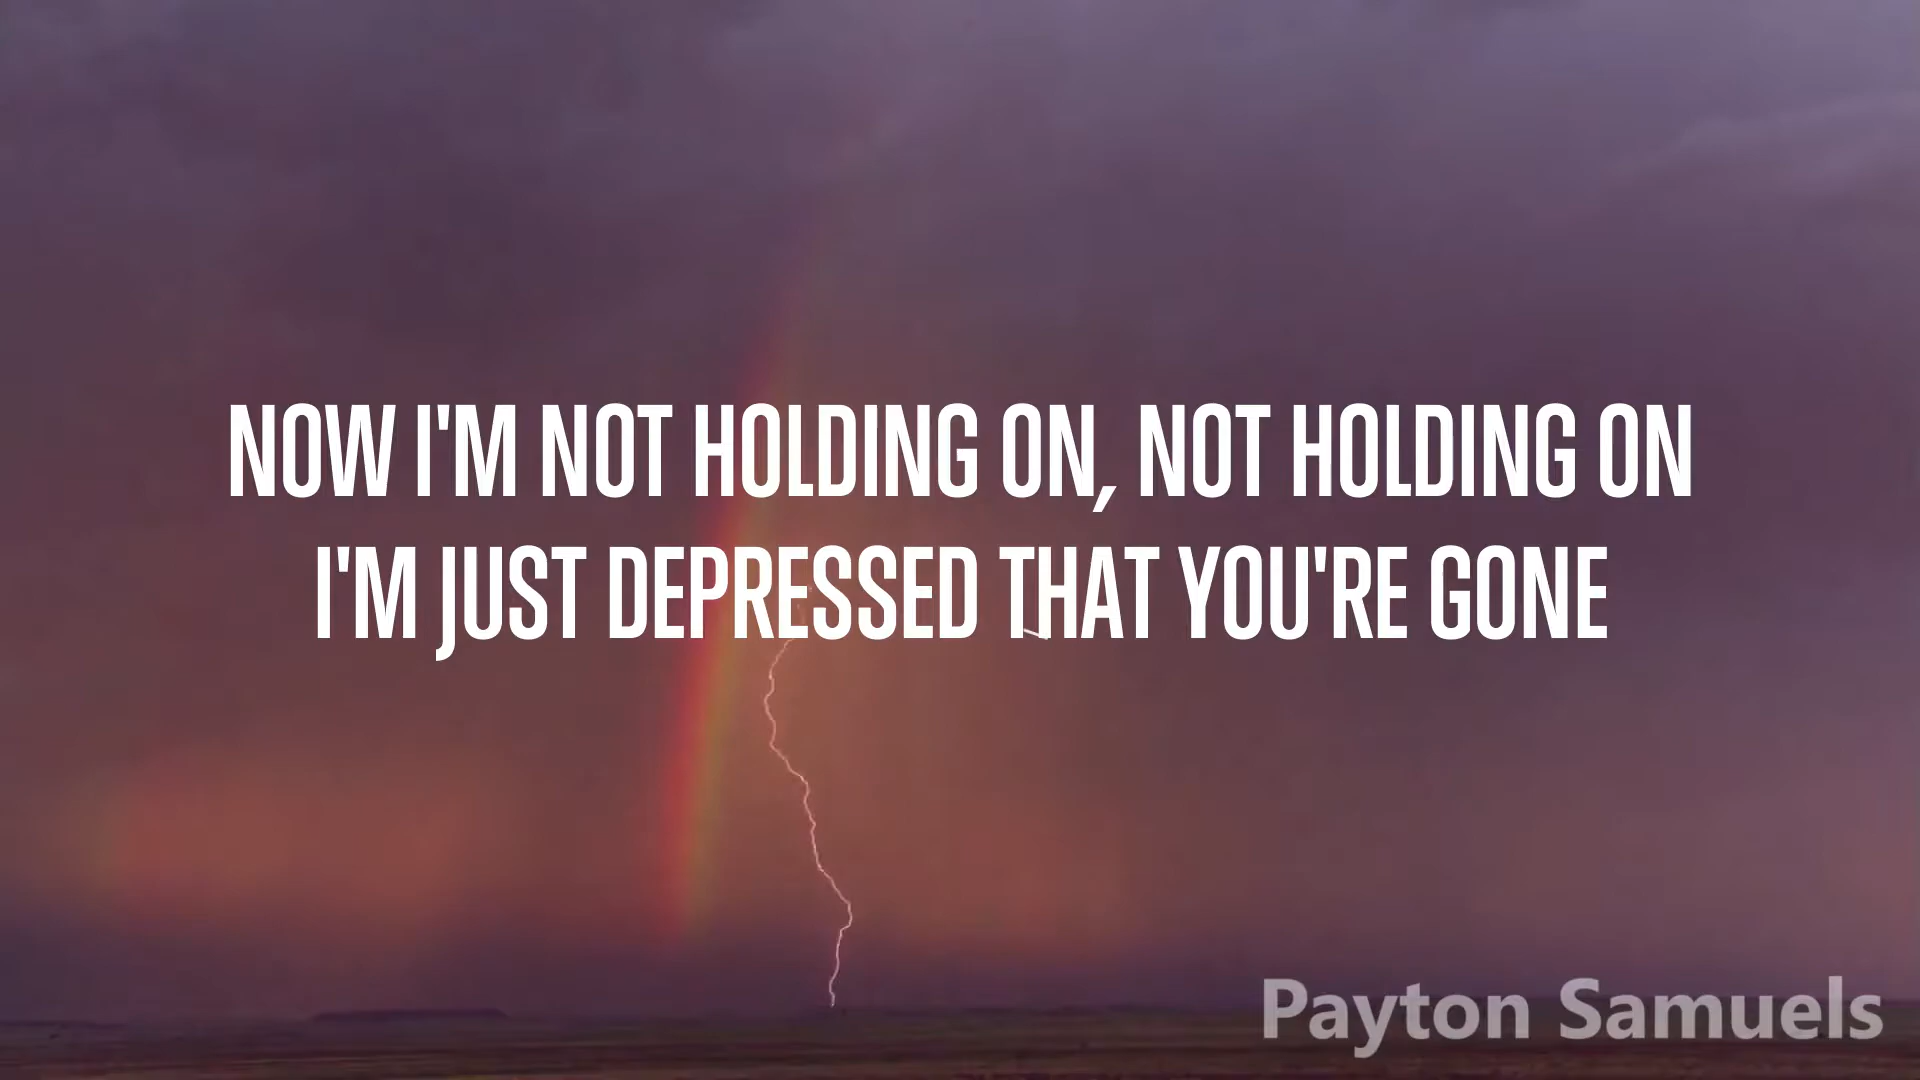 NOW I'M NOT HOLDING ON, NOT HOLDING ON
I'M JUST DEPRESSED THAT YOU'RE GONE
Payton Samuels